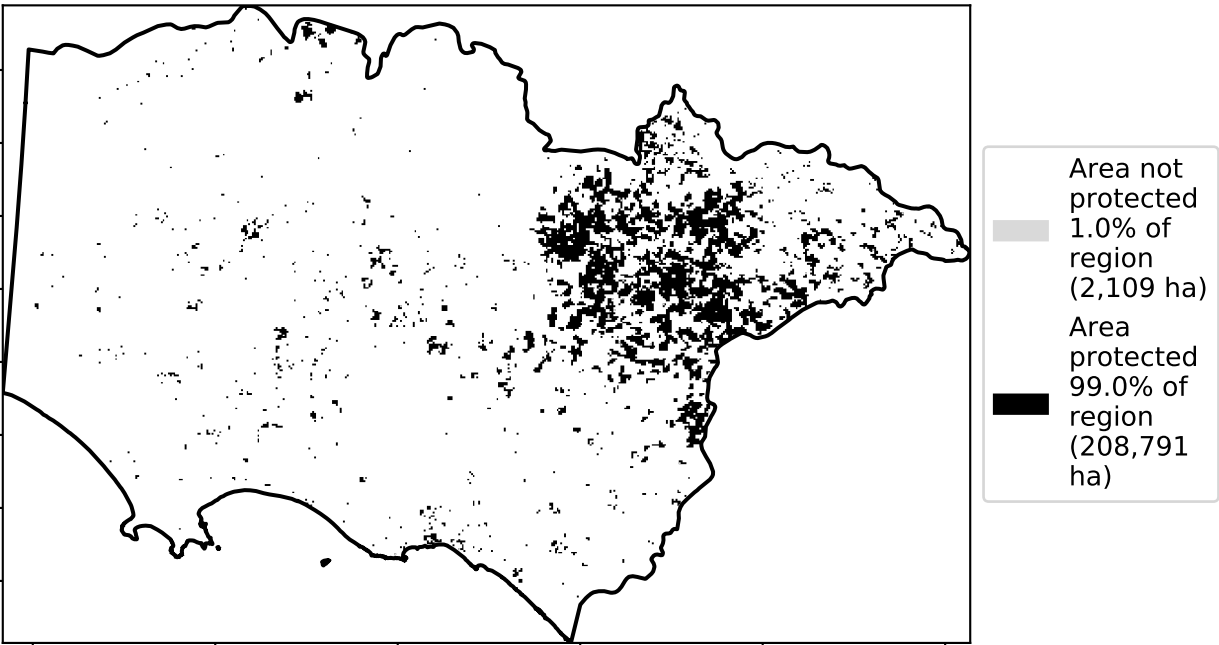 Area not
protected
1.0% of
region
(2,109 ha)
Area
protected
99.0% of
region
(208,791
ha)